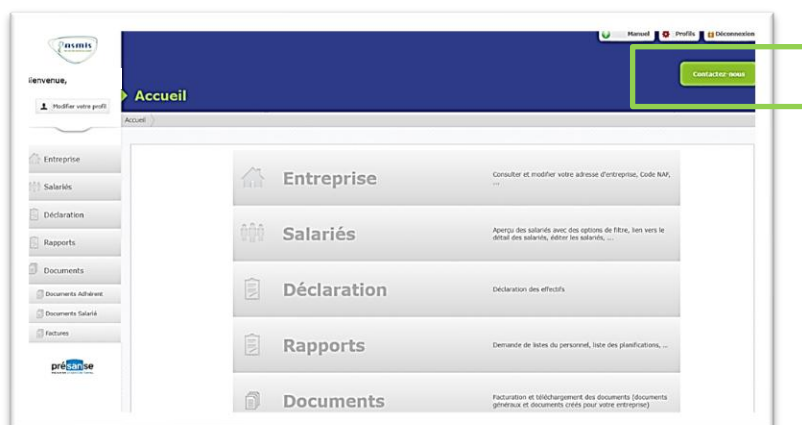 asmis
Manuel
Profils
Déconnexion
Contactez-nous
Bienvenue,
Modifier votre profil
Accueil
Accueil
Entreprise
Salariés
Déclaration
Rapports
Documents
Documents Adhérent
Documents Salarié
Factures
présanse
Entreprise
Consulter et modifier votre adresse d'entreprise, Code NAF,
...
Salariés
Aperçu des salariés avec des options de filtre, lien vers le
détail des salariés, éditer les salariés, ...
Déclaration
Déclaration des effectifs
Rapports
Demande de listes du personnel, liste des planifications, ...
Documents
Facturation et téléchargement des documents (documents
généraux et documents créés pour votre entreprise)